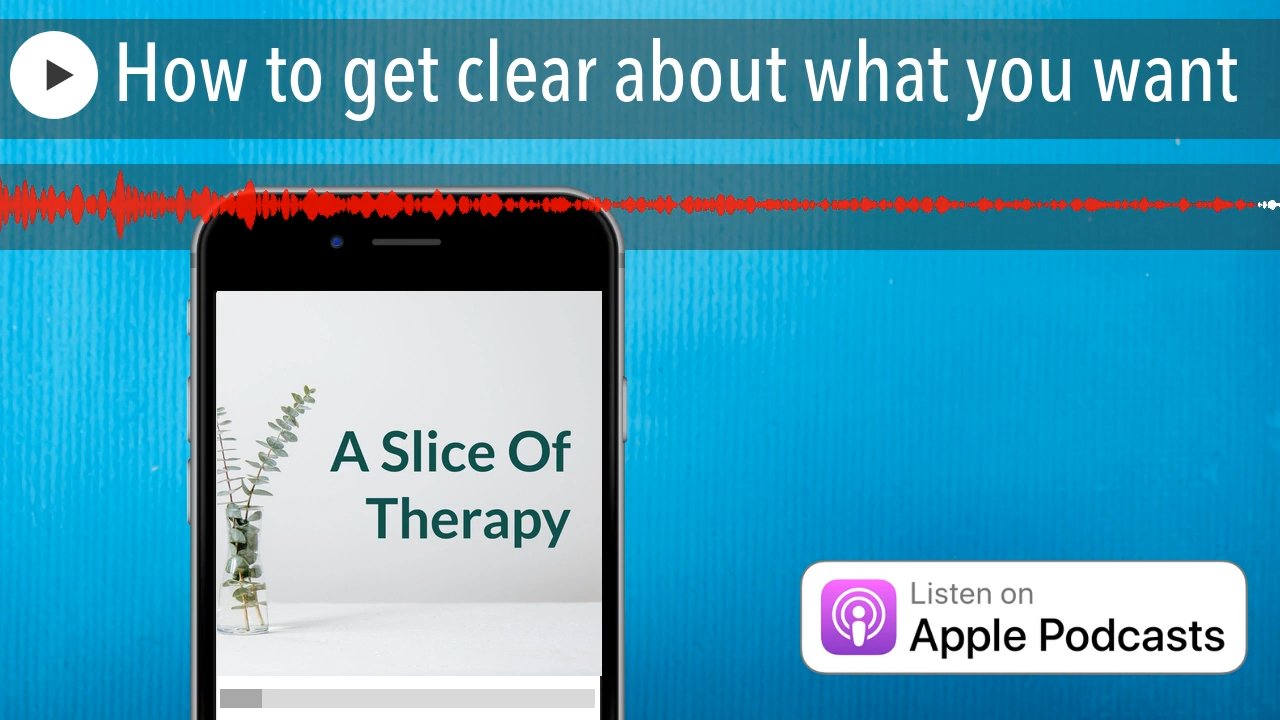 How to get clear about what you want
A Slice Of
Therapy
Listen on
Apple Podcasts